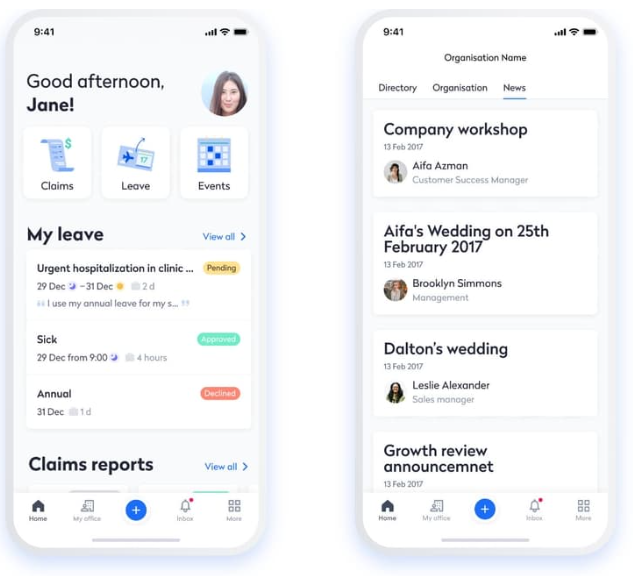 9:41
Good afternoon,
Jane!
Claims
Leave
Events
17
My leave
View all
Urgent hospitalization in clinic ...
Pending
29 Dec – 31 Dec 2 d
I use my annual leave for my s...
Sick
Approved
29 Dec from 9:00 4 hours
Annual
Declined
31 Dec 1 d
Claims reports
View all
Home
My office
Inbox
More
9:41
Organisation Name
Directory
Organisation
News
Company workshop
13 Feb 2017
Aifa Azman
Customer Success Manager
Aifa's Wedding on 25th
February 2017
13 Feb 2017
Brooklyn Simmons
Management
Dalton's wedding
13 Feb 2017
Leslie Alexander
Sales manager
Growth review
announcemnet
13 Feb 2017
Home
My office
Inbox
More